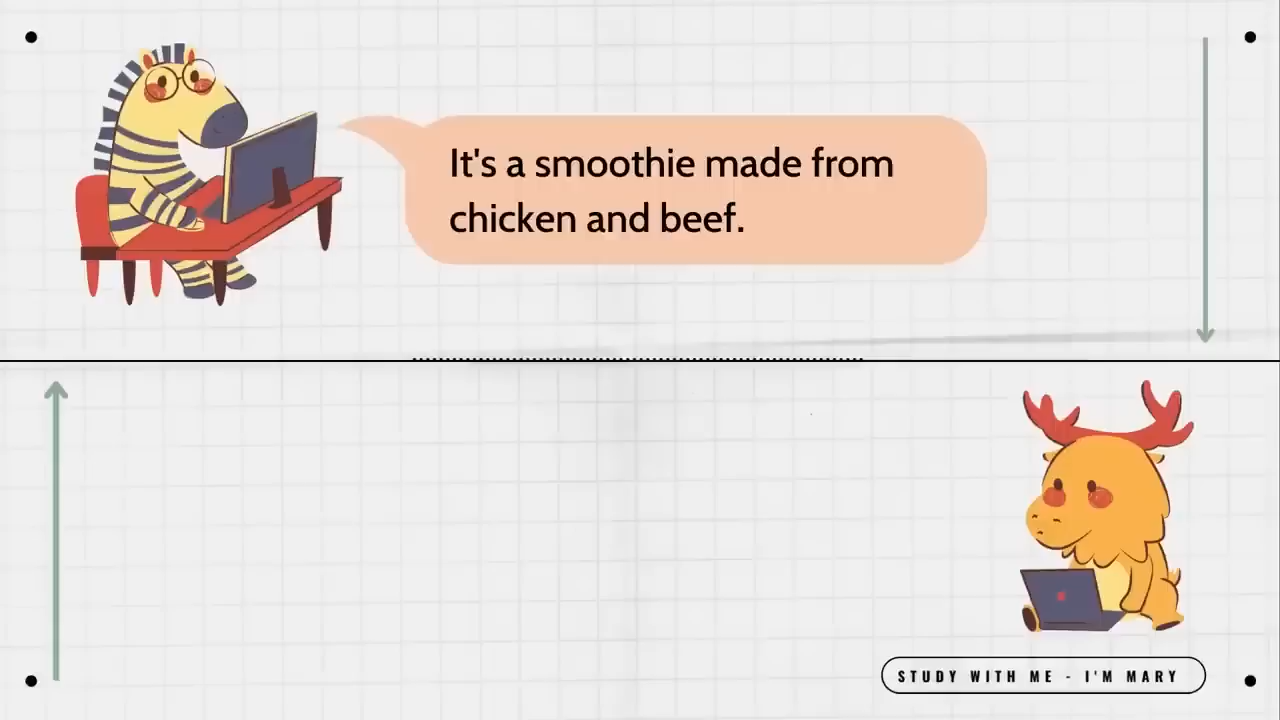 It's a smoothie made from
chicken and beef.
STUDY WITH ME - I'M MARY